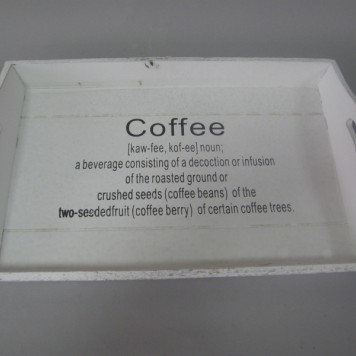 Coffee
[kaw-fee, kof-ee] noun;
a beverage consisting of a decoction or infusion
of the roasted ground or
crushed seeds (coffee beans) of the
two-seededfruit (coffee berry) of certain coffee trees.